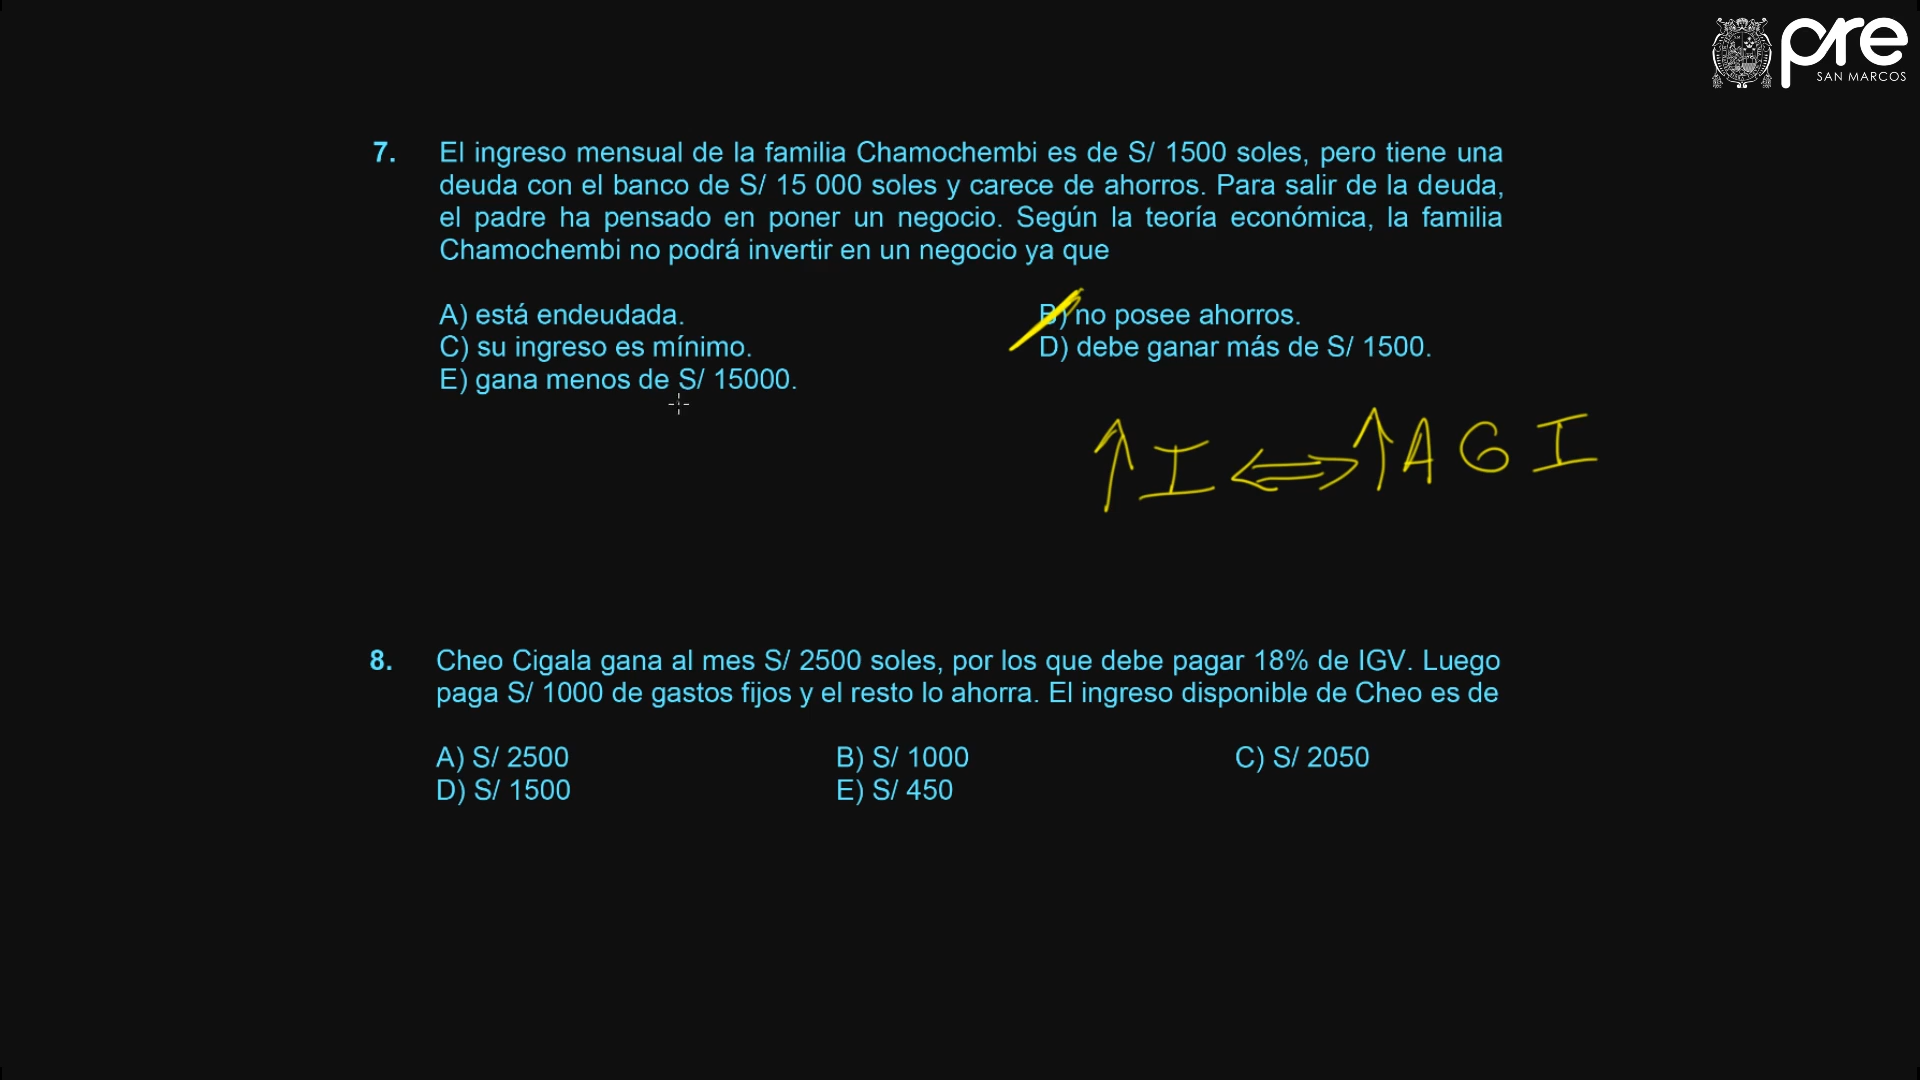 pre
SAN MARCOS
7. El ingreso mensual de la familia Chamochembi es de S/ 1500 soles, pero tiene una
deuda con el banco de S/ 15 000 soles y carece de ahorros. Para salir de la deuda,
el padre ha pensado en poner un negocio. Según la teoría económica, la familia
Chamochembi no podrá invertir en un negocio ya que
A) está endeudada. B) no posee ahorros.
C) su ingreso es mínimo. D) debe ganar más de S/ 1500.
E) gana menos de S/ 15000.
↑ I ⇔ ↑ A G I
8. Cheo Cigala gana al mes S/ 2500 soles, por los que debe pagar 18% de IGV. Luego
paga S/ 1000 de gastos fijos y el resto lo ahorra. El ingreso disponible de Cheo es de
A) S/ 2500 B) S/ 1000 C) S/ 2050
D) S/ 1500 E) S/ 450